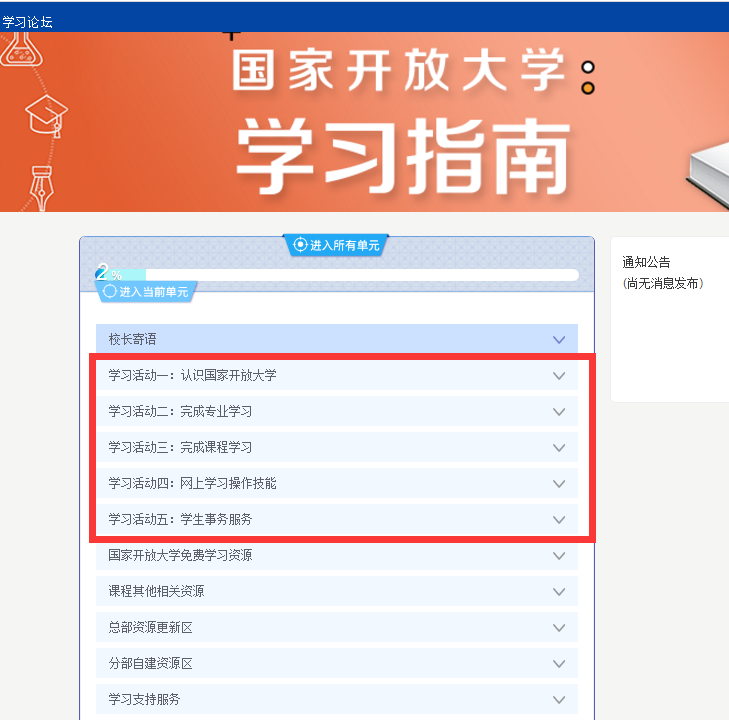 学习论坛
国家开放大学
学习指南
进入所有单元
2%
进入当前单元
通知公告
(尚无消息发布)
校长寄语
学习活动一：认识国家开放大学
学习活动二：完成专业学习
学习活动三：完成课程学习
学习活动四：网上学习操作技能
学习活动五：学生事务服务
国家开放大学免费学习资源
课程其他相关资源
总部资源更新区
分部自建资源区
学习支持服务